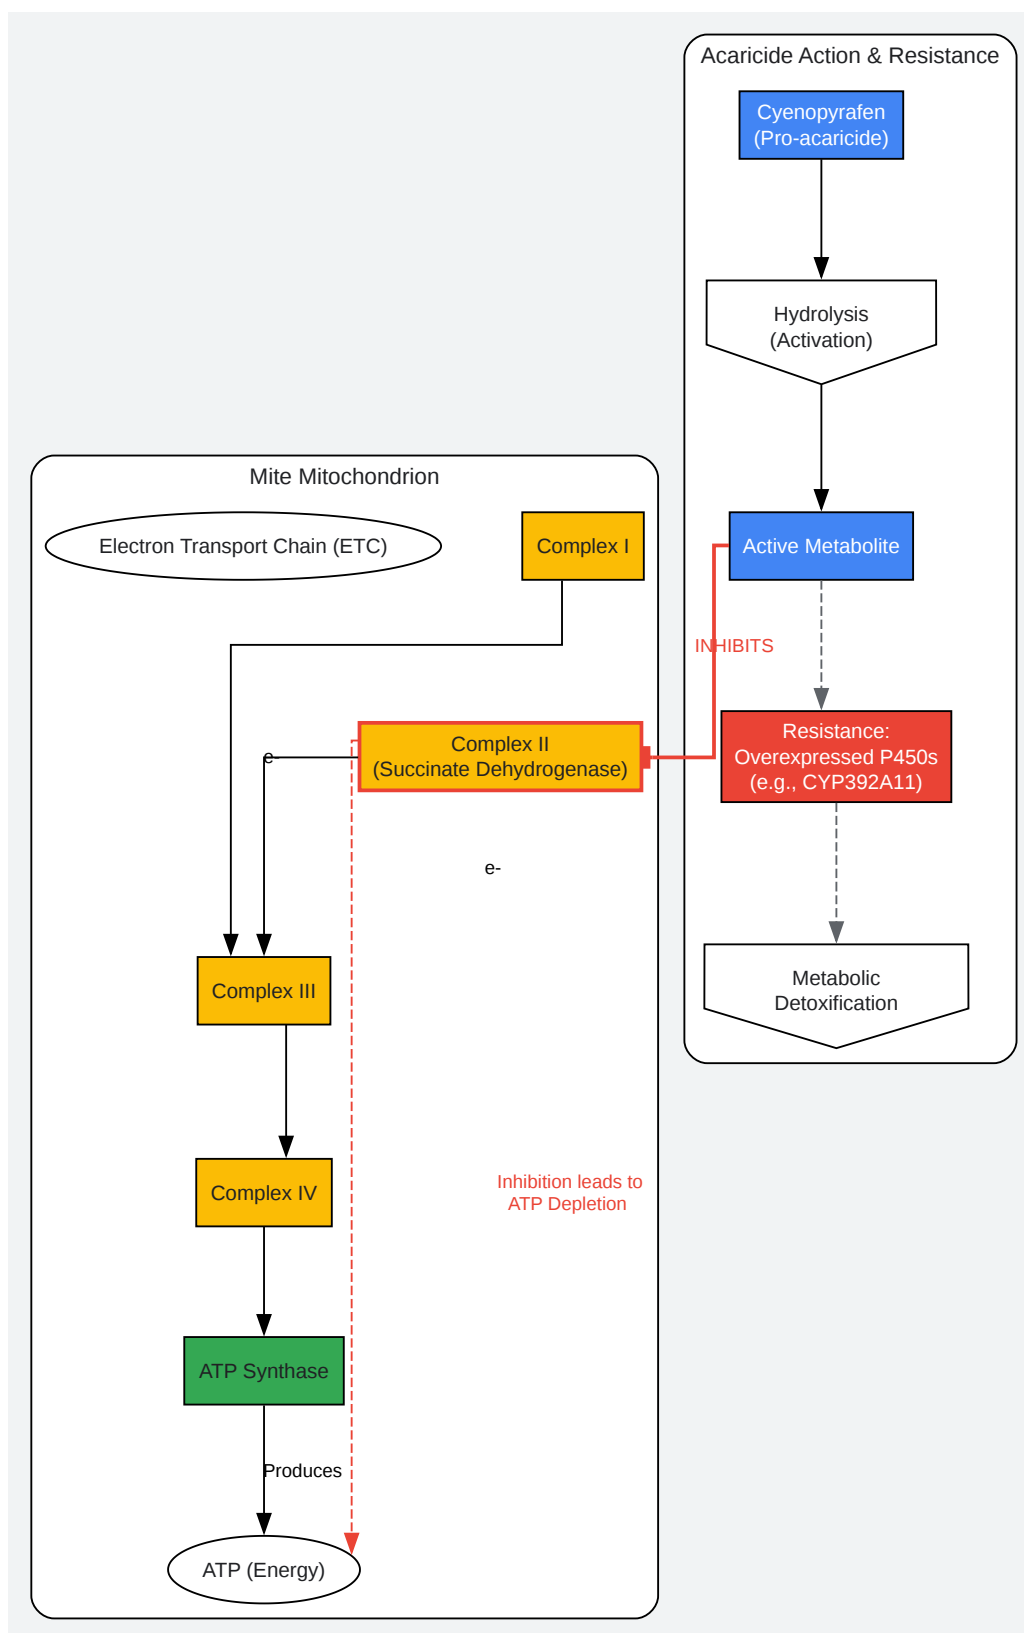 Acaricide Action & Resistance
Cyenopyrafen
(Pro-acaricide)
Hydrolysis
(Activation)
Active Metabolite
INHIBITS
Resistance:
Overexpressed P450s
(e.g., CYP392A11)
Metabolic
Detoxification
Mite Mitochondrion
Electron Transport Chain (ETC)
Complex I
Complex II
(Succinate Dehydrogenase)
e-
e-
Complex III
Complex IV
Inhibition leads to
ATP Depletion
ATP Synthase
Produces
ATP (Energy)